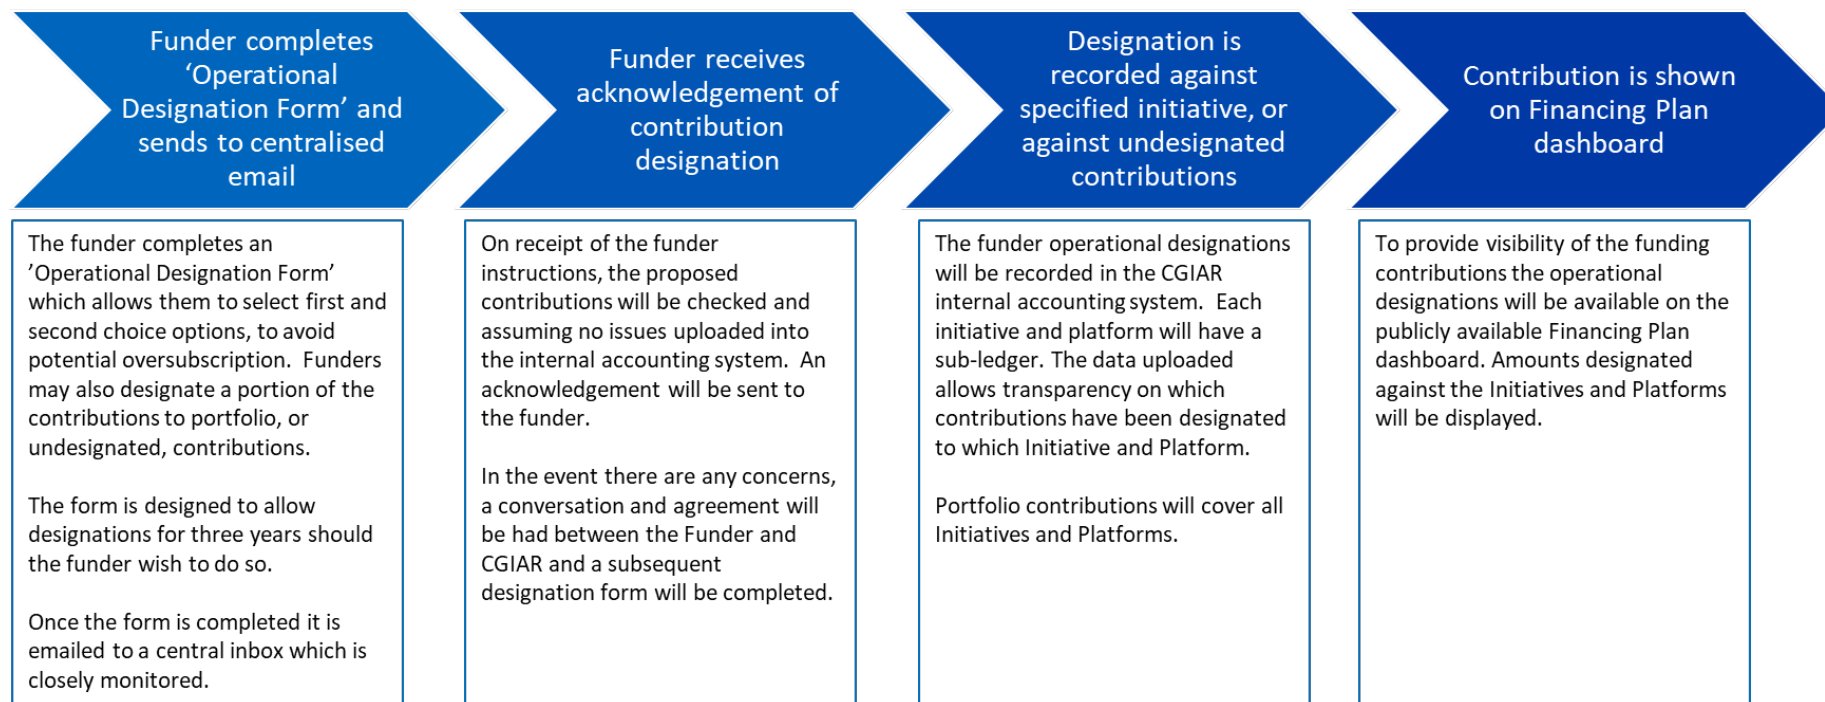 Funder completes
‘Operational
Designation Form’ and
sends to centralised
email
The funder completes an
’Operational Designation Form’
which allows them to select first and
second choice options, to avoid
potential oversubscription.  Funders
may also designate a portion of the
contributions to portfolio, or
undesignated, contributions.
The form is designed to allow
designations for three years should
the funder wish to do so.
Once the form is completed it is
emailed to a central inbox which is
closely monitored.
Funder receives
acknowledgement of
contribution
designation
On receipt of the funder
instructions, the proposed
contributions will be checked and
assuming no issues uploaded into
the internal accounting system.  An
acknowledgement will be sent to
the funder.
In the event there are any concerns,
a conversation and agreement will
be had between the Funder and
CGIAR and a subsequent
designation form will be completed.
Designation is
recorded against
specified initiative, or
against undesignated
contributions
The funder operational designations
will be recorded in the CGIAR
internal accounting system.  Each
initiative and platform will have a
sub-ledger. The data uploaded
allows transparency on which
contributions have been designated
to which Initiative and Platform.
Portfolio contributions will cover all
Initiatives and Platforms.
Contribution is shown
on Financing Plan
dashboard
To provide visibility of the funding
contributions the operational
designations will be available on the
publicly available Financing Plan
dashboard. Amounts designated
against the Initiatives and Platforms
will be displayed.